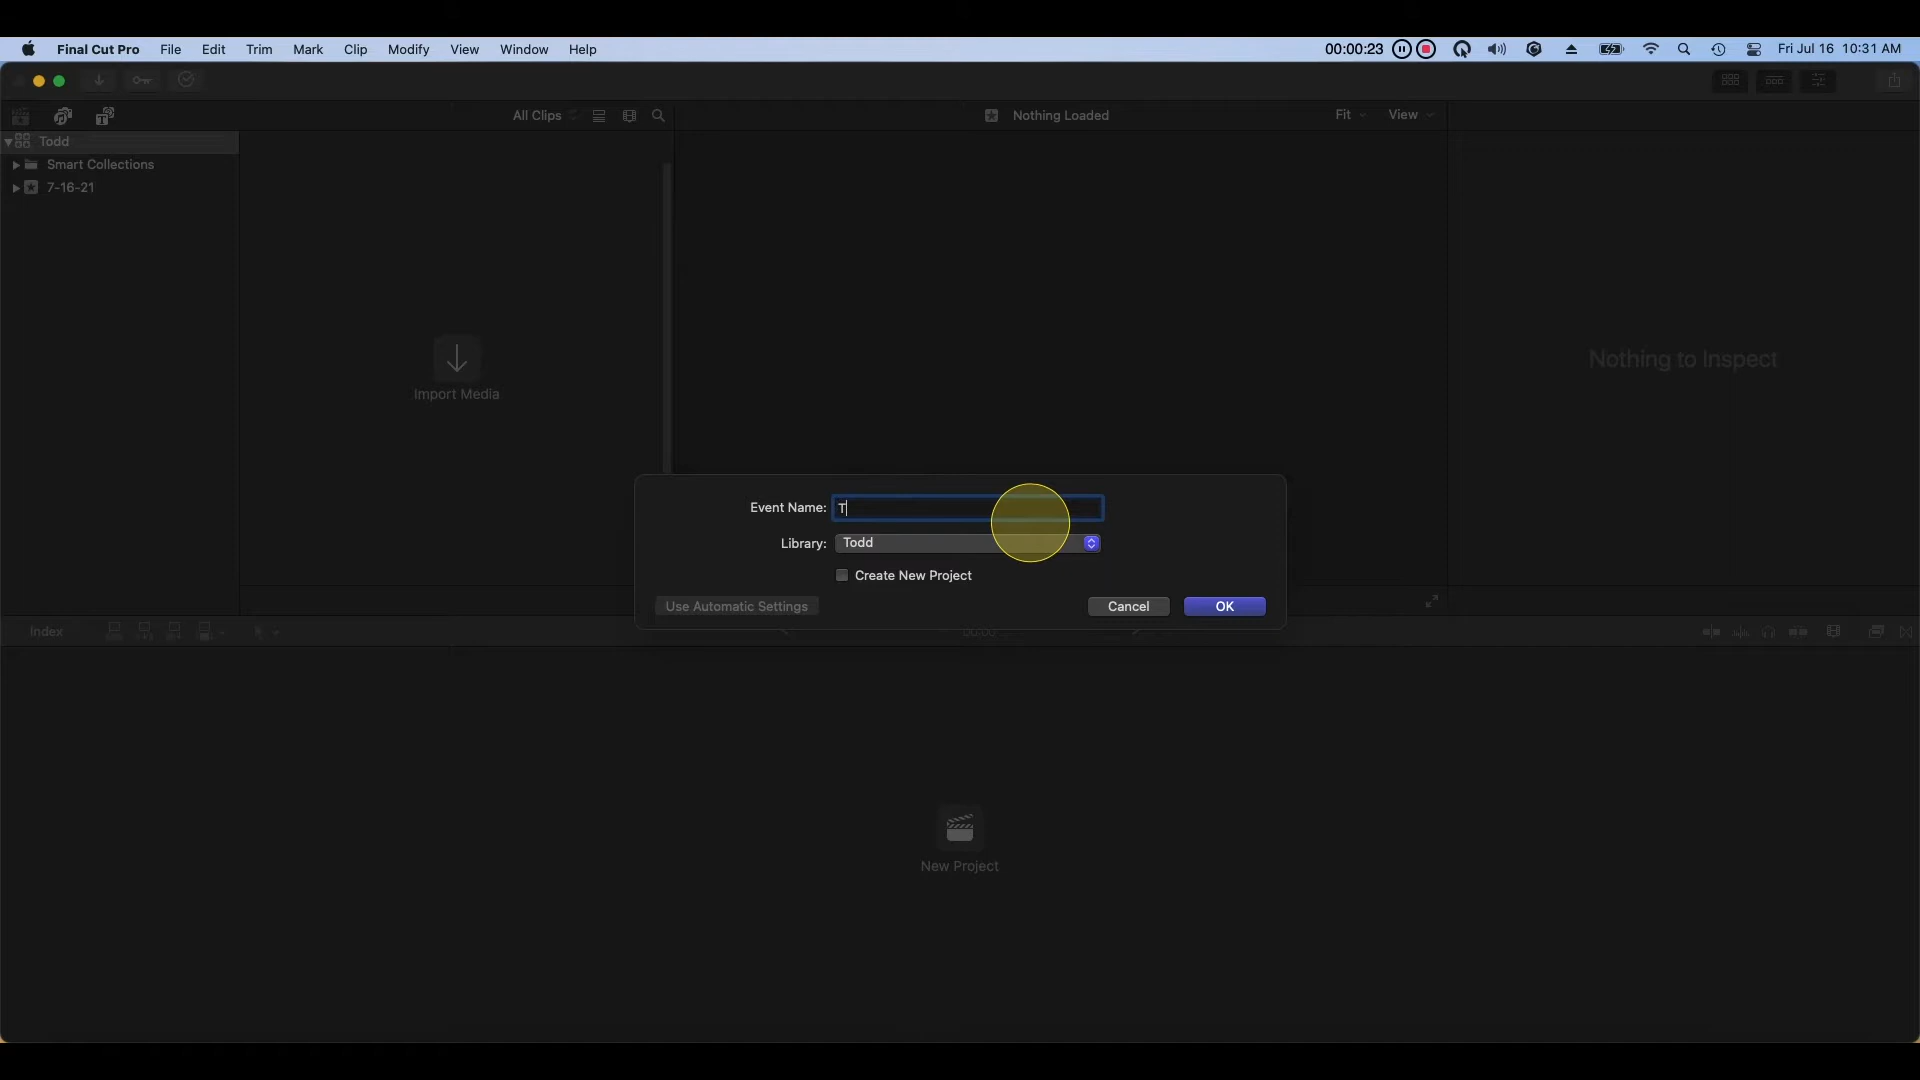 Final Cut Pro File Edit Trim Mark Clip Modify View Window Help 00:00:23 Fri Jul 16 10:31 AM
All Clips Nothing Loaded Fit View
Todd
Smart Collections
7-16-21
Import Media
Nothing to Inspect
Event Name: T
Library: Todd
Create New Project
Use Automatic Settings Cancel OK
Index
New Project